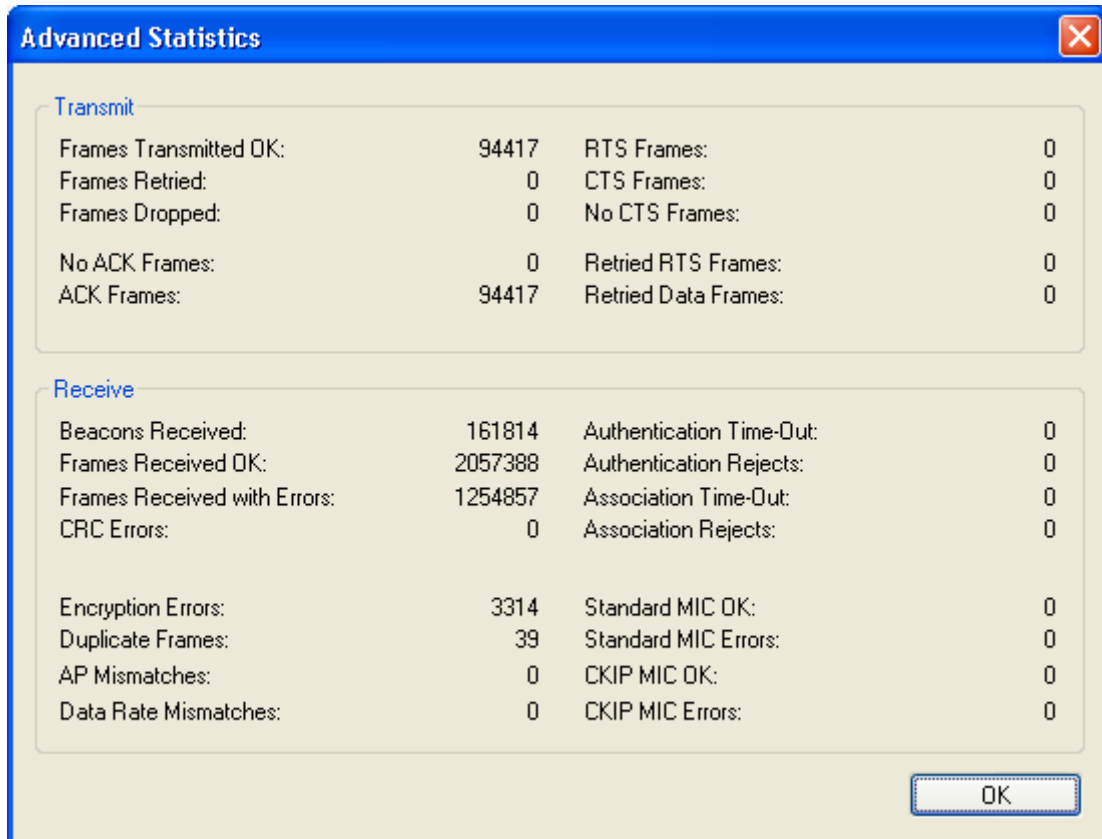 Advanced Statistics
Transmit
Frames Transmitted OK: 94417 RTS Frames: 0
Frames Retried: 0 CTS Frames: 0
Frames Dropped: 0 No CTS Frames: 0
No ACK Frames: 0 Retried RTS Frames: 0
ACK Frames: 94417 Retried Data Frames: 0
Receive
Beacons Received: 161814 Authentication Time-Out: 0
Frames Received OK: 2057388 Authentication Rejects: 0
Frames Received with Errors: 1254857 Association Time-Out: 0
CRC Errors: 0 Association Rejects: 0
Encryption Errors: 3314 Standard MIC OK: 0
Duplicate Frames: 39 Standard MIC Errors: 0
AP Mismatches: 0 CKIP MIC OK: 0
Data Rate Mismatches: 0 CKIP MIC Errors: 0
OK